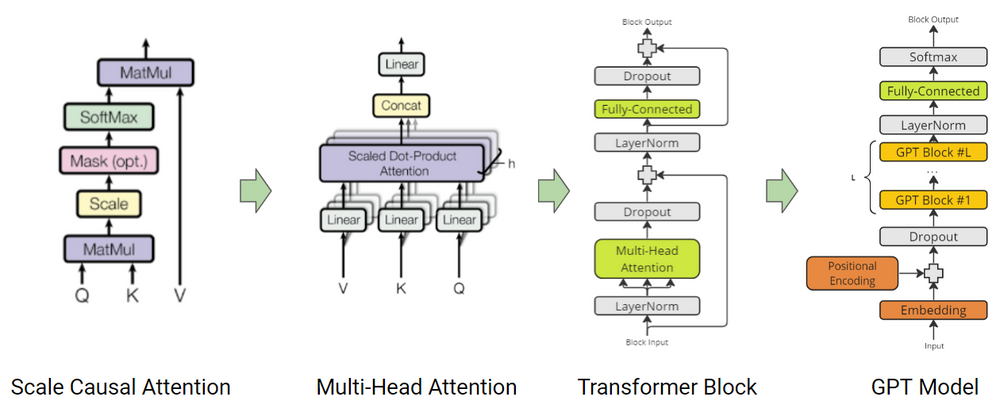 MatMul
SoftMax
Mask (opt.)
Scale
MatMul
Q K V
Scale Causal Attention
Linear
Concat
Scaled Dot-Product
Attention
h
Linear Linear Linear
V K Q
Multi-Head Attention
Block Output
Dropout
Fully-Connected
LayerNorm
Dropout
Multi-Head
Attention
LayerNorm
Block Input
Transformer Block
Block Output
Softmax
Fully-Connected
LayerNorm
GPT Block #L
L
...
GPT Block #1
Dropout
Positional
Encoding
Embedding
Input
GPT Model